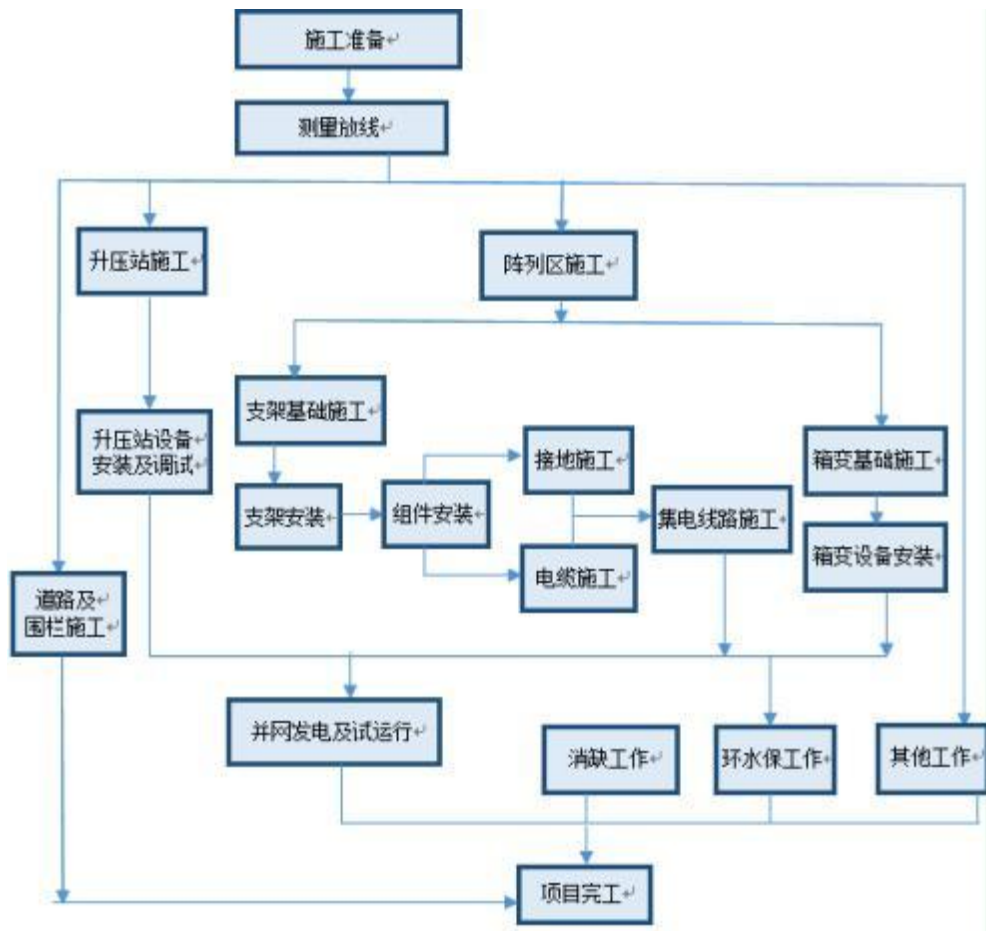 施工准备
测量放线
升压站施工
阵列区施工
支架基础施工
升压站设备
安装及调试
接地施工
箱变基础施工
支架安装
组件安装
集电线路施工
箱变设备安装
电缆施工
道路及
围栏施工
并网发电及试运行
消缺工作
环水保工作
其他工作
项目完工